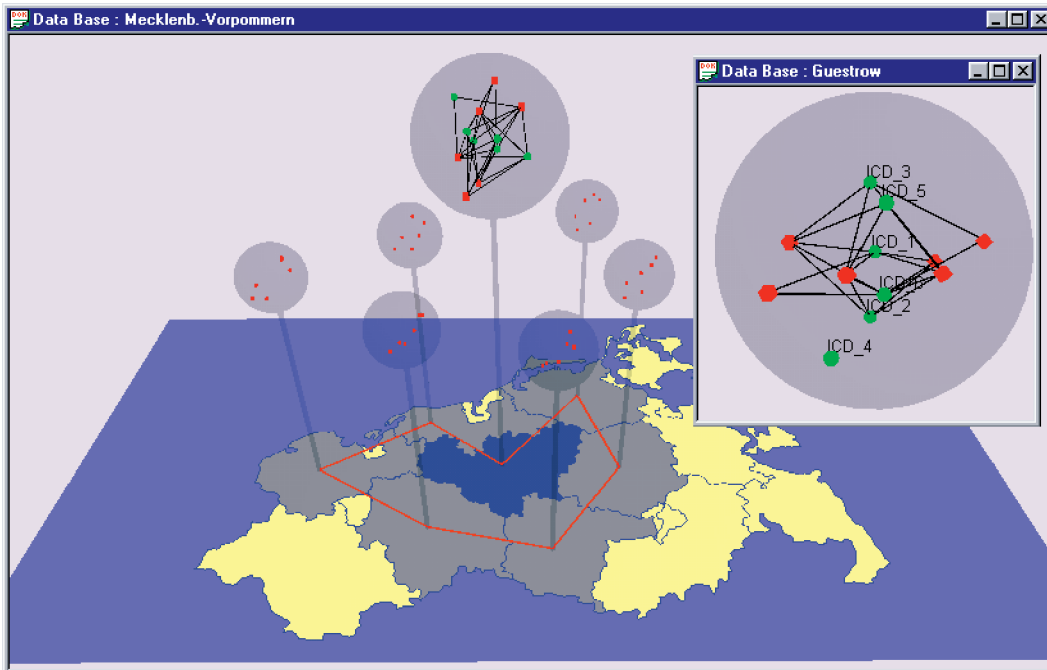 Data Base : Mecklenb.-Vorpommern
Data Base : Guestrow
ICD_3
ICD_5
ICD_1
ICD_2
ICD_4